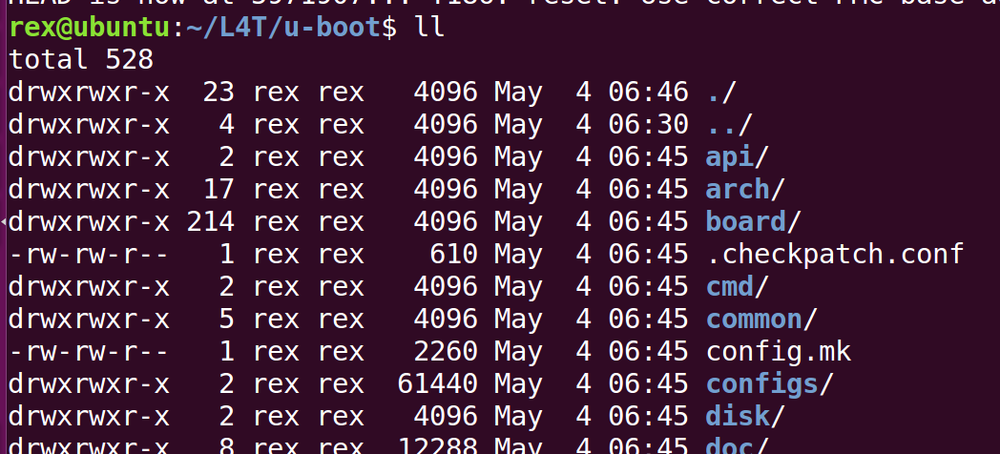 rex@ubuntu:~/L4T/u-boot$ ll
total 528
drwxrwxr-x  23 rex rex   4096 May  4 06:46 ./
drwxrwxr-x   4 rex rex   4096 May  4 06:30 ../
drwxrwxr-x   2 rex rex   4096 May  4 06:45 api/
drwxrwxr-x  17 rex rex   4096 May  4 06:45 arch/
drwxrwxr-x 214 rex rex   4096 May  4 06:45 board/
-rw-rw-r--   1 rex rex    610 May  4 06:45 .checkpatch.conf
drwxrwxr-x   2 rex rex   4096 May  4 06:45 cmd/
drwxrwxr-x   5 rex rex   4096 May  4 06:45 common/
-rw-rw-r--   1 rex rex   2260 May  4 06:45 config.mk
drwxrwxr-x   2 rex rex  61440 May  4 06:45 configs/
drwxrwxr-x   2 rex rex   4096 May  4 06:45 disk/
drwxrwxr-x   8 rex rex  12288 May  4 06:45 doc/